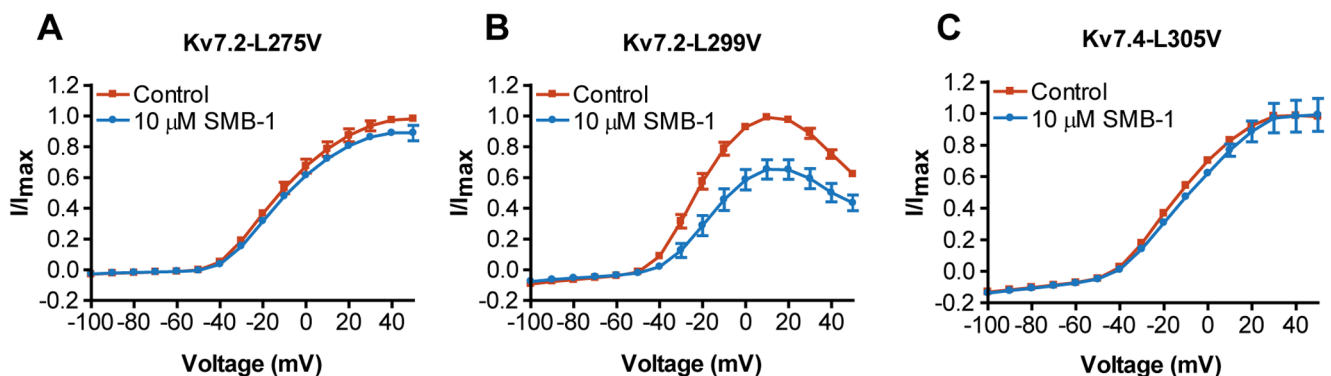 A
Kv7.2-L275V
1.2
1.0
0.8
0.6
0.4
0.2
0.0
-0.2
I/Imax
Control
10 μM SMB-1
-100 -80 -60 -40 -20 0 20 40
Voltage (mV)
B
Kv7.2-L299V
1.2
1.0
0.8
0.6
0.4
0.2
0.0
-0.2
I/Imax
Control
10 μM SMB-1
-100 -80 -60 -40 -20 0 20 40
Voltage (mV)
C
Kv7.4-L305V
1.2
1.0
0.8
0.6
0.4
0.2
0.0
-0.2
I/Imax
Control
10 μM SMB-1
-100 -80 -60 -40 -20 0 20 40
Voltage (mV)